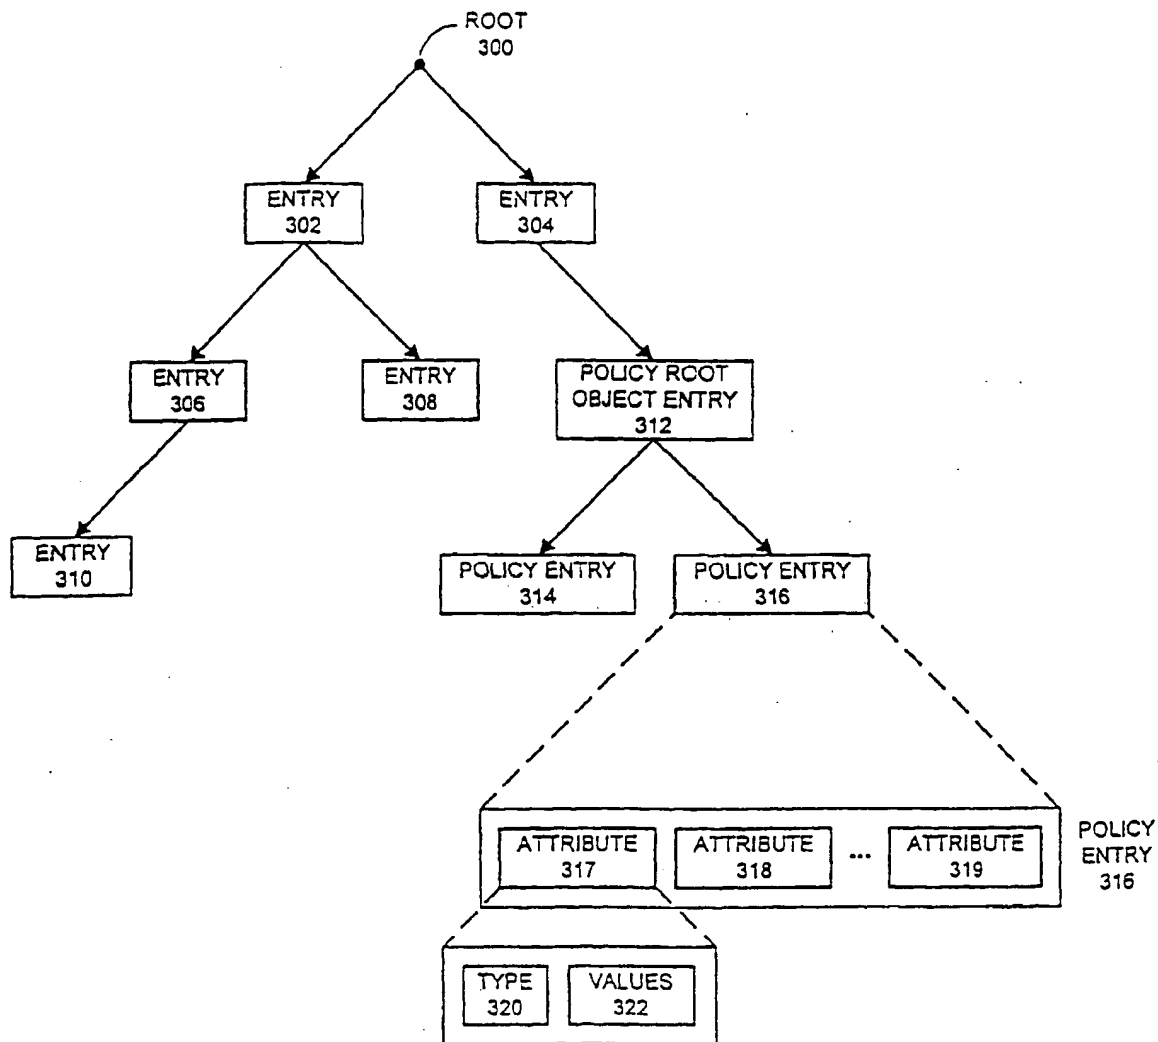 ROOT
300
ENTRY
302
ENTRY
304
ENTRY
306
ENTRY
308
POLICY ROOT
OBJECT ENTRY
312
ENTRY
310
POLICY ENTRY
314
POLICY ENTRY
316
ATTRIBUTE
317
ATTRIBUTE
318
...
ATTRIBUTE
319
POLICY
ENTRY
316
TYPE
320
VALUES
322